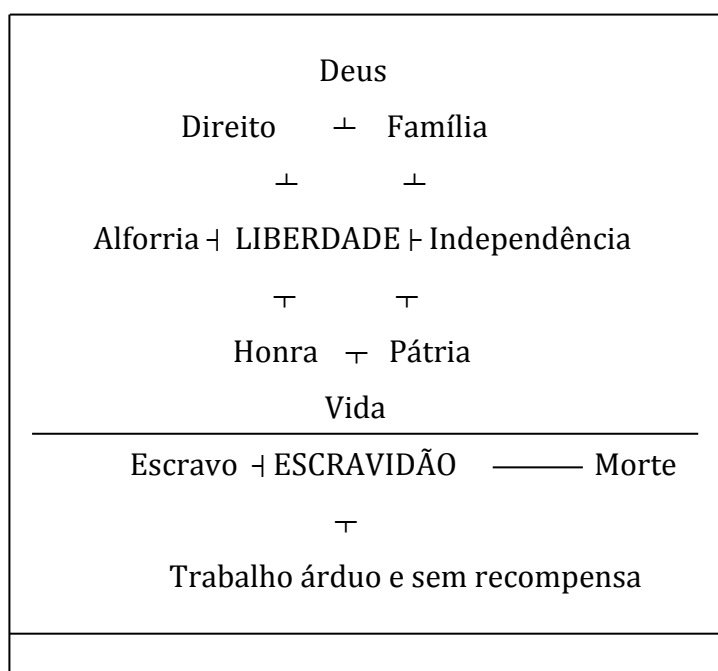 Deus
Direito ┴ Família
┴ ┴
Alforria ┤ LIBERDADE ├ Independência
┬ ┬
Honra ┬ Pátria
Vida
Escravo ┤ ESCRAVIDÃO —— Morte
┬
Trabalho árduo e sem recompensa